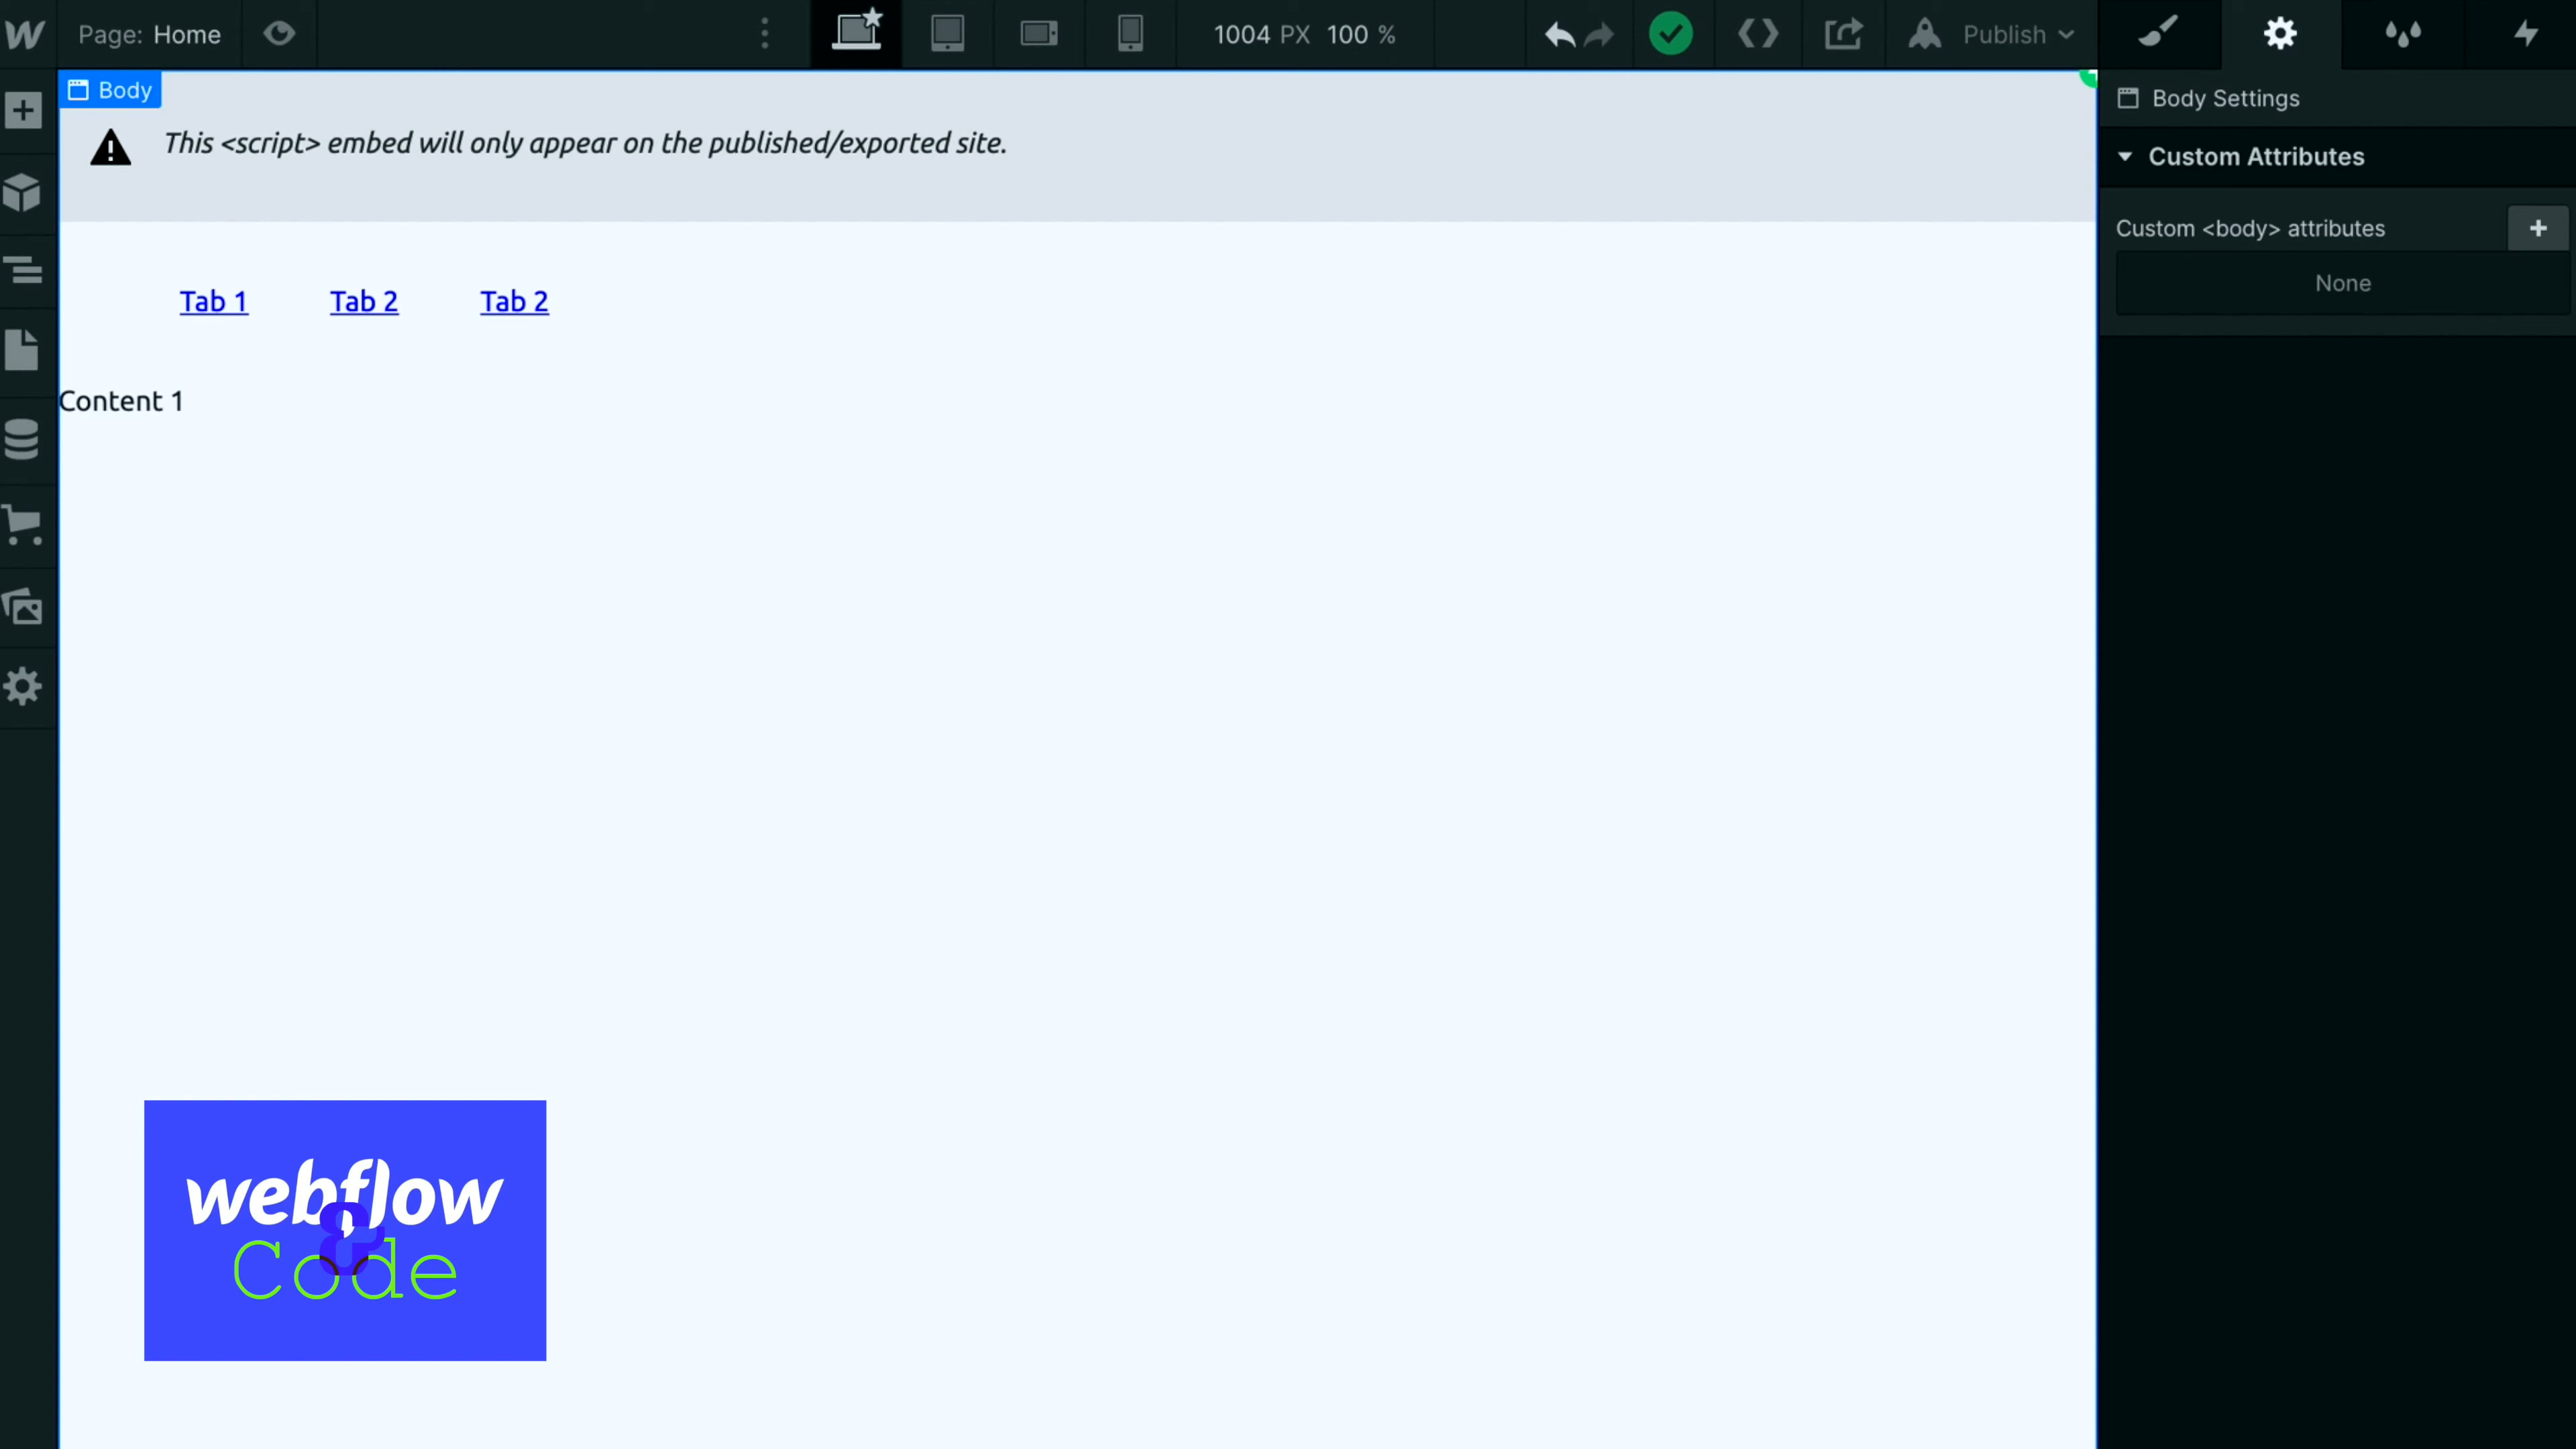 Page: Home
1004 PX 100 %
Publish
Body
This <script> embed will only appear on the published/exported site.
Tab 1 Tab 2 Tab 2
Content 1
Body Settings
Custom Attributes
Custom <body> attributes
None
webflow
&
Code